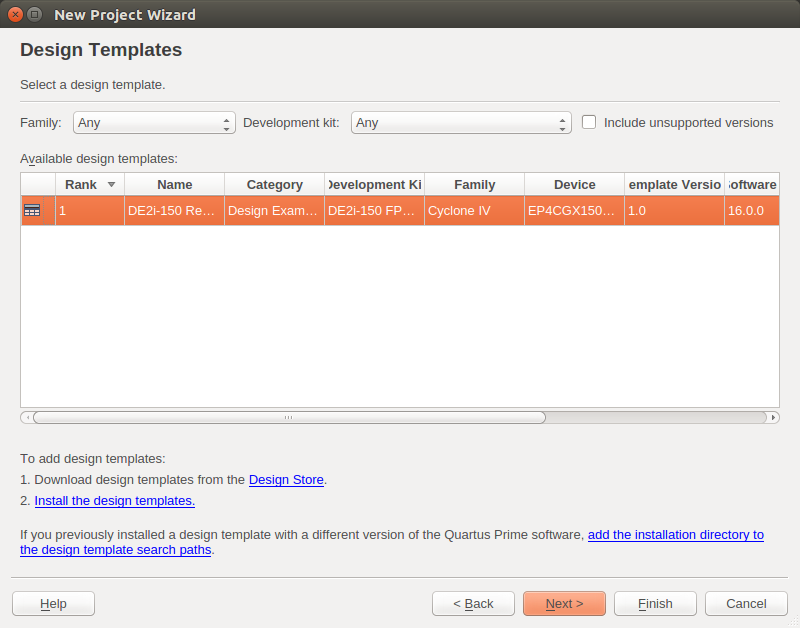 New Project Wizard
Design Templates
Select a design template.
Family: Any Development kit: Any Include unsupported versions
Available design templates:
Rank Name Category Development Ki Family Device emplate Versio Software
1 DE2i-150 Re... Design Exam... DE2i-150 FP... Cyclone IV EP4CGX150... 1.0 16.0.0
To add design templates:
1. Download design templates from the Design Store.
2. Install the design templates.
If you previously installed a design template with a different version of the Quartus Prime software, add the installation directory to
the design template search paths.
Help < Back Next > Finish Cancel